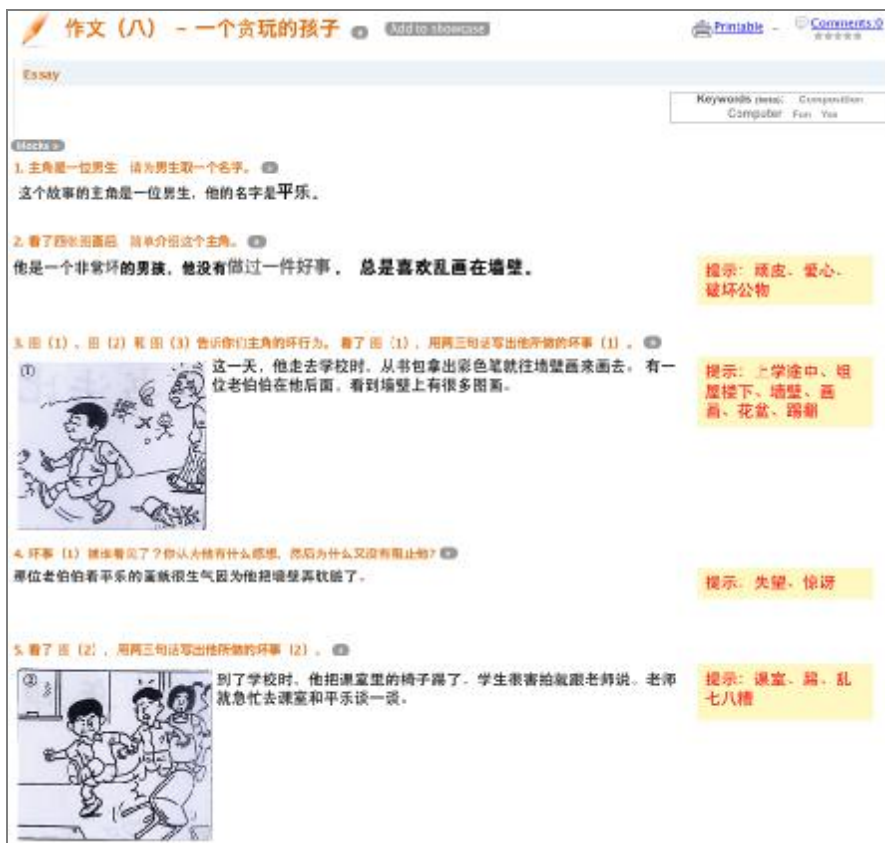 作文（八） - 一个贪玩的孩子
Add to showcase
Printable - Comments:0
Essay
Keywords (beta): Composition
Computer Fun You
blocks
1. 主角是一位男生 请为男生取一个名字。
这个故事的主角是一位男生，他的名字是平乐。
2. 看了四张图画后 简单介绍这个主角。
他是一个非常坏的男孩，他没有做过一件好事 。 总是喜欢乱画在墙壁。
提示：顽皮、爱心、
破坏公物
3. 图（1）、图（2）和 图（3）告诉你们主角的坏行为。 看了 图（1），用两三句话写出他所做的坏事（1）。
①
这一天，他走去学校时，从书包拿出彩色笔就往墙壁画来画去。 有一
位老伯伯在他后面，看到墙壁上有很多图画。
提示：上学途中、组
屋楼下、墙壁、画
画、花盆、踢翻
4. 坏事（1）被谁看见了？你认为他有什么感想，然后为什么又没有阻止他？
那位老伯伯看平乐的画就很生气因为他把墙壁弄肮脏了。
提示：失望、惊讶
5. 看了 图（2），用两三句话写出他所做的坏事（2）。
②
到了学校时，他把课室里的椅子踢了。学生很害拍就跟老师说。老师
就急忙去课室和平乐谈一谈。
提示：课室、踢、乱
七八糟